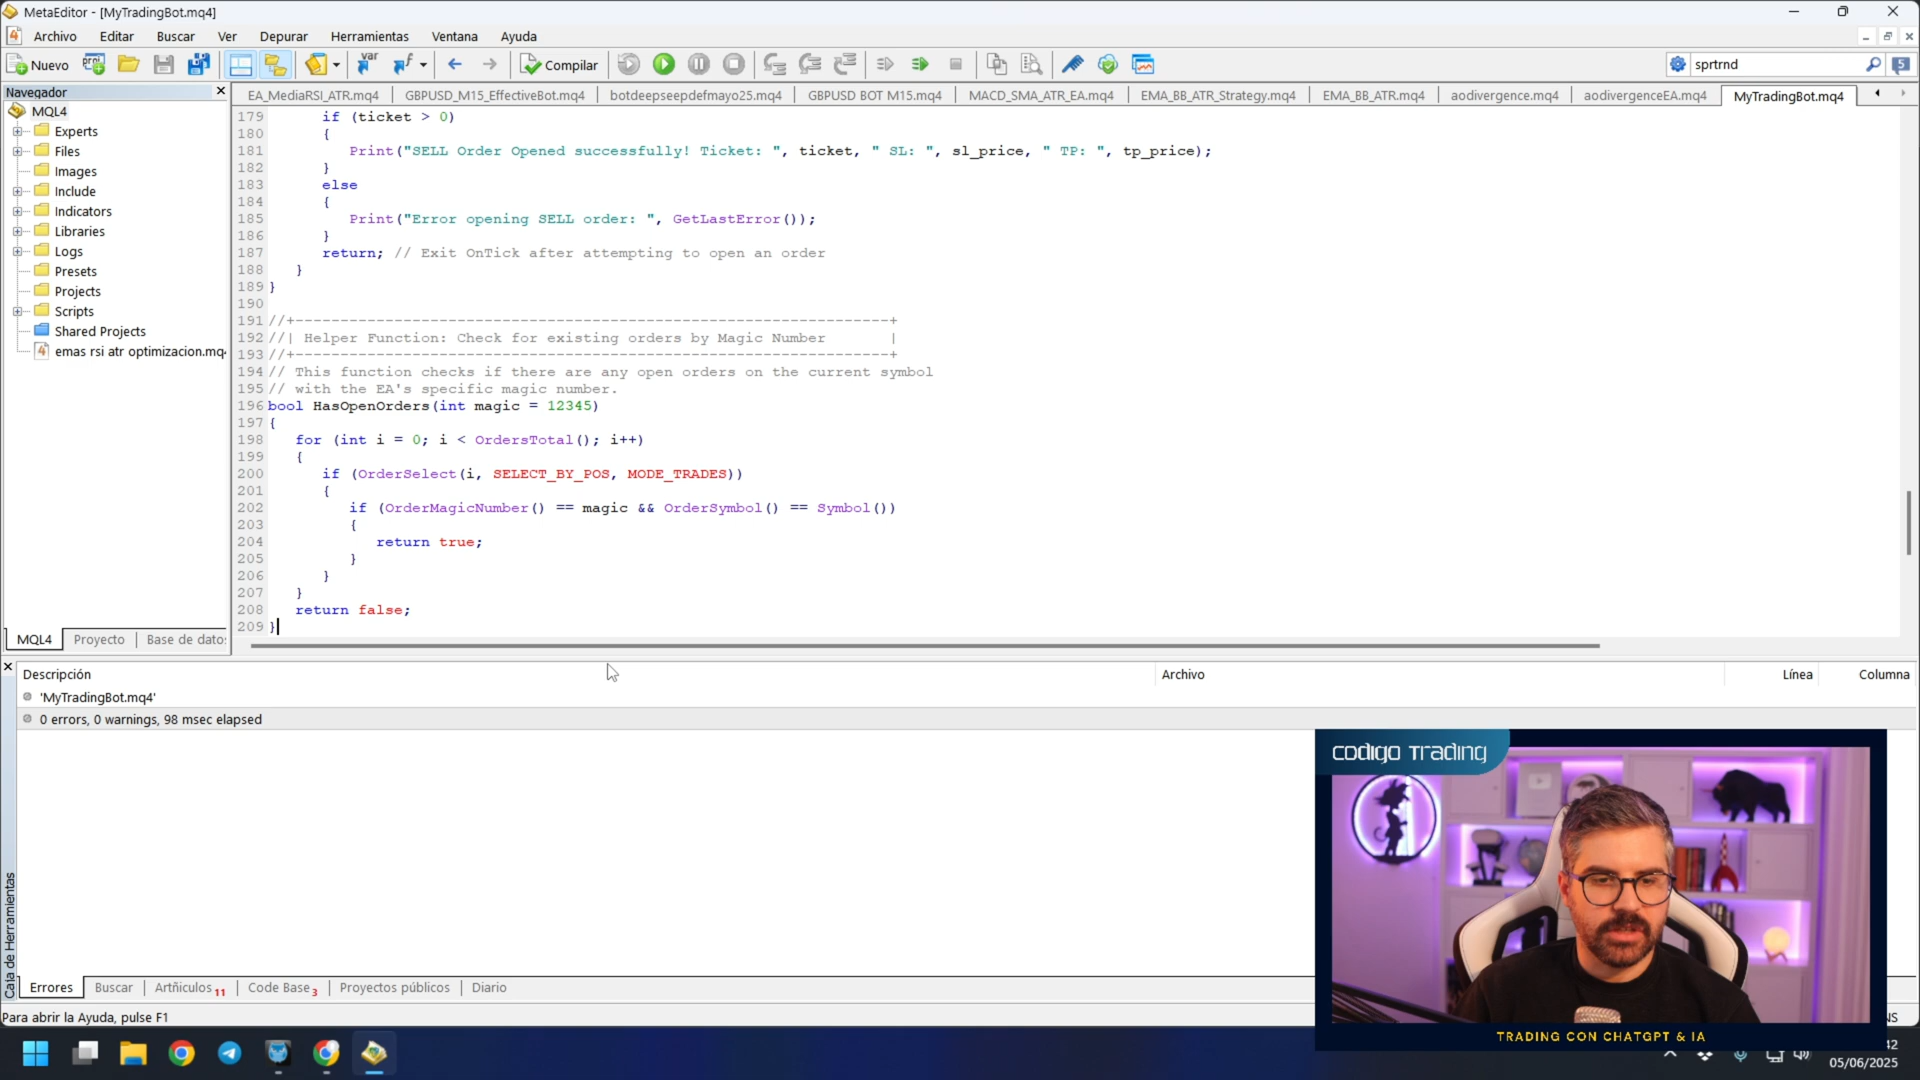 MetaEditor - [MyTradingBot.mq4]
Archivo Editar Buscar Ver Depurar Herramientas Ventana Ayuda
Nuevo Compilar sprtrnd 5
Navegador
MQL4
Experts
Files
Images
Include
Indicators
Libraries
Logs
Presets
Projects
Scripts
Shared Projects
emas rsi atr optimizacion.mq4
MQL4 Proyecto Base de datos
EA_MediaRSI_ATR.mq4 GBPUSD_M15_EffectiveBot.mq4 botdeepseepdefmayo25.mq4 GBPUSD BOT M15.mq4 MACD_SMA_ATR_EA.mq4 EMA_BB_ATR_Strategy.mq4 EMA_BB_ATR.mq4 aodivergence.mq4 aodivergenceEA.mq4 MyTradingBot.mq4
179 if (ticket > 0)
180 {
181 Print("SELL Order Opened successfully! Ticket: ", ticket, " SL: ", sl_price, " TP: ", tp_price);
182 }
183 else
184 {
185 Print("Error opening SELL order: ", GetLastError());
186 }
187 return; // Exit OnTick after attempting to open an order
188 }
189 }
190
191 //+------------------------------------------------------------------+
192 //| Helper Function: Check for existing orders by Magic Number |
193 //+------------------------------------------------------------------+
194 // This function checks if there are any open orders on the current symbol
195 // with the EA's specific magic number.
196 bool HasOpenOrders(int magic = 12345)
197 {
198 for (int i = 0; i < OrdersTotal(); i++)
199 {
200 if (OrderSelect(i, SELECT_BY_POS, MODE_TRADES))
201 {
202 if (OrderMagicNumber() == magic && OrderSymbol() == Symbol())
203 {
204 return true;
205 }
206 }
207 }
208 return false;
209 }
Descripción Archivo Línea Columna
'MyTradingBot.mq4'
0 errors, 0 warnings, 98 msec elapsed
Caja de Herramientas
Errores Buscar Artñiculos 11 Code Base 3 Proyectos públicos Diario
Para abrir la Ayuda, pulse F1
codigo Trading
TRADING CON CHATGPT & IA
05/06/2025